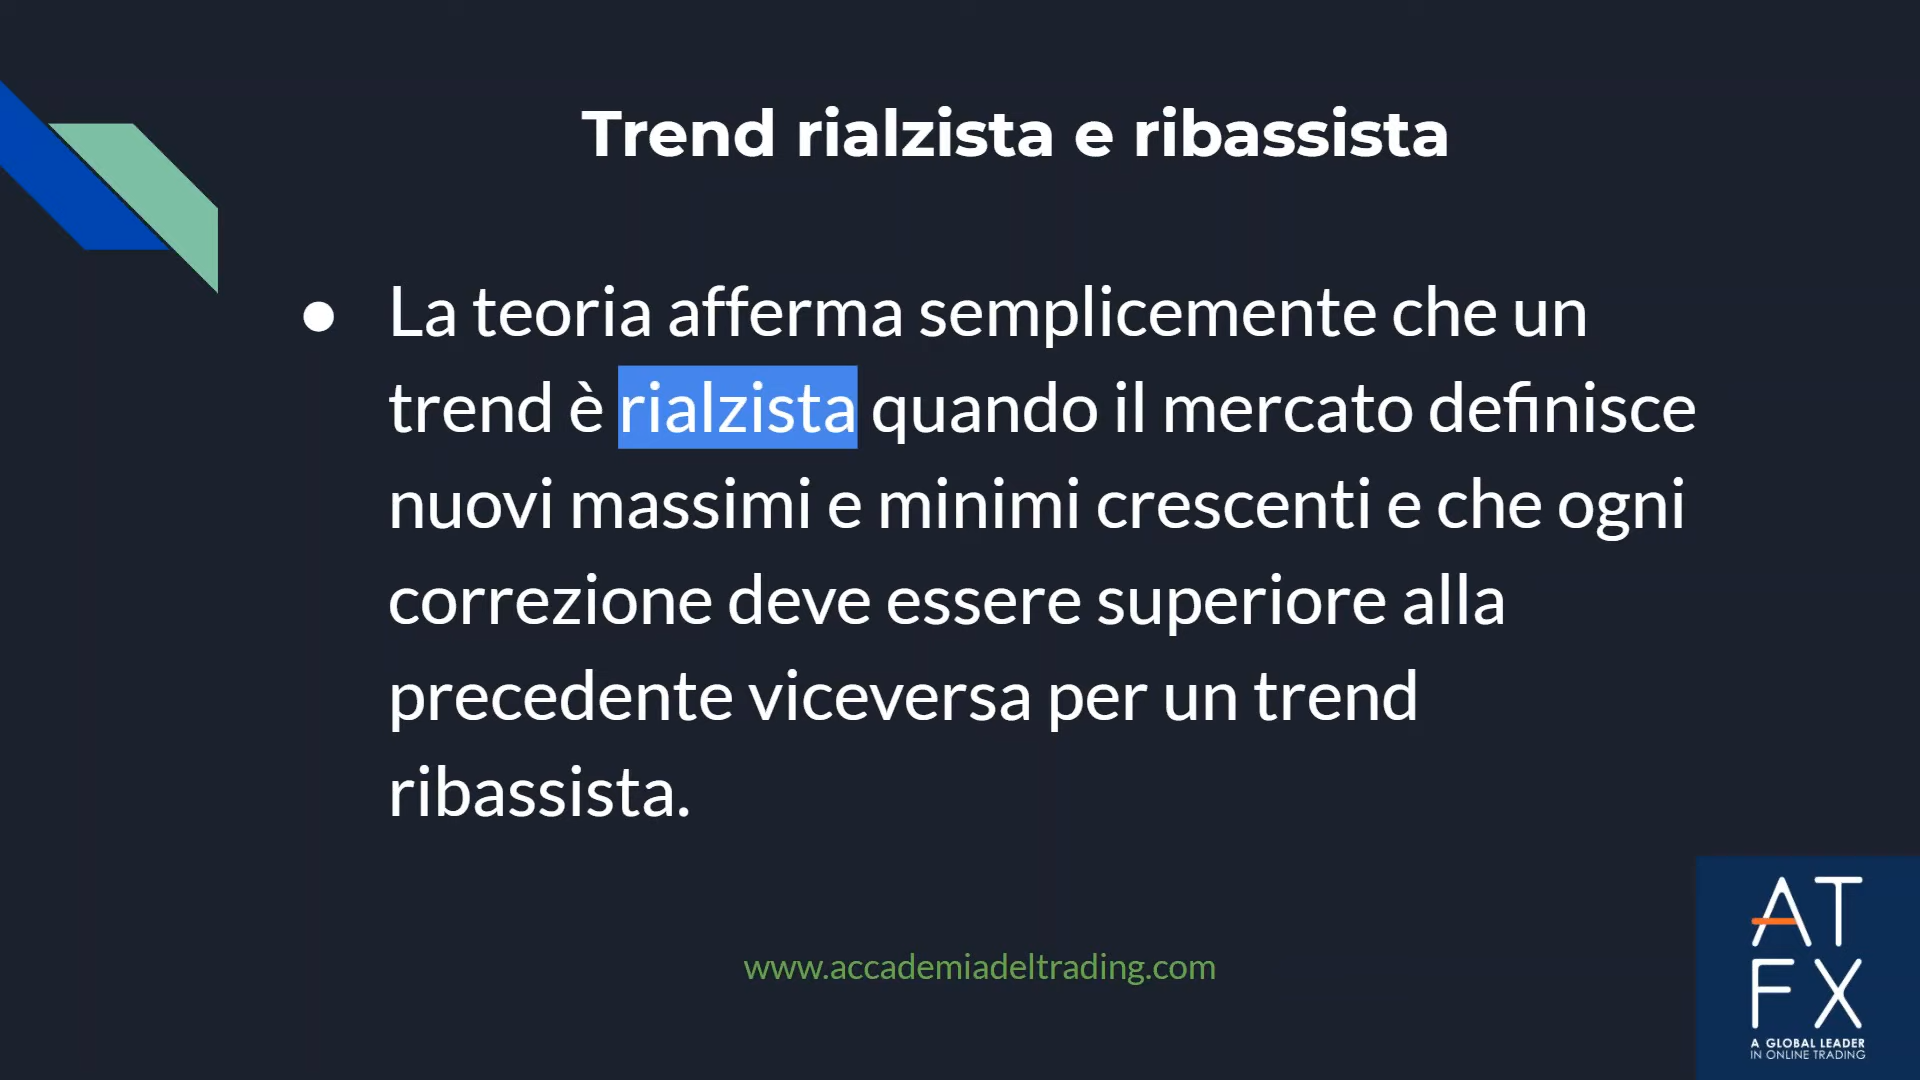 Trend rialzista e ribassista
● La teoria afferma semplicemente che un
trend è rialzista quando il mercato definisce
nuovi massimi e minimi crescenti e che ogni
correzione deve essere superiore alla
precedente viceversa per un trend
ribassista.
www.accademiadeltrading.com
AT
FX
A GLOBAL LEADER
IN ONLINE TRADING